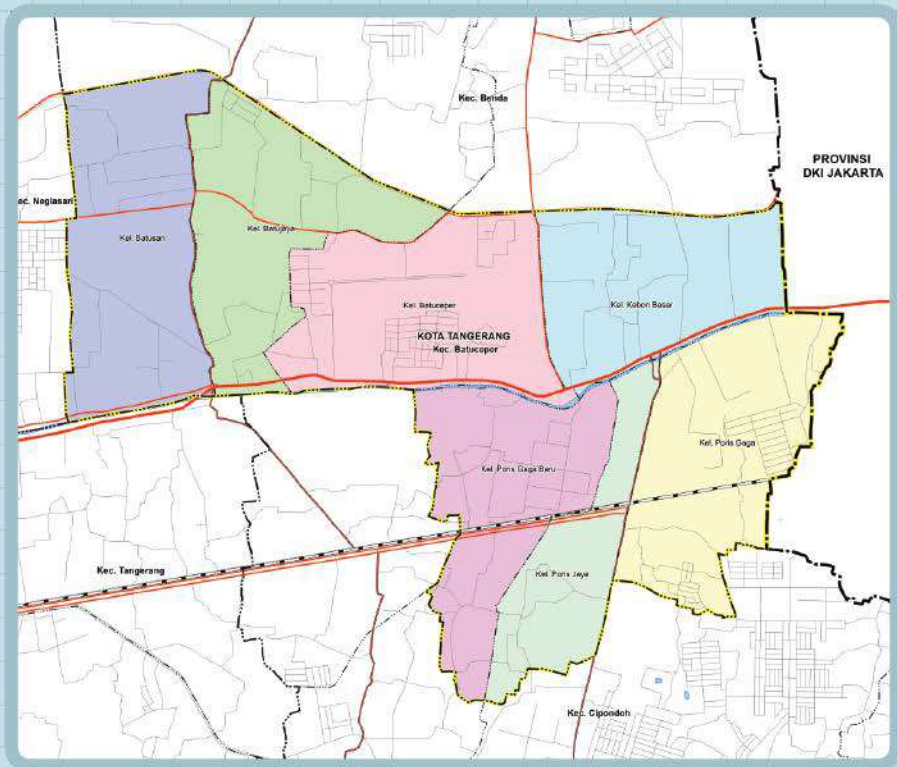 Kec. Benda
PROVINSI
DKI JAKARTA
ec. Neglasari
Kel. Batusari
Kel. Batujaya
Kel. Batuceper
Kel. Kebon Besar
KOTA TANGERANG
Kec. Batuceper
Kel. Poris Gaga
Kel. Poris Gaga Baru
Kec. Tangerang
Kel. Poris Jaya
Kec. Cipondoh